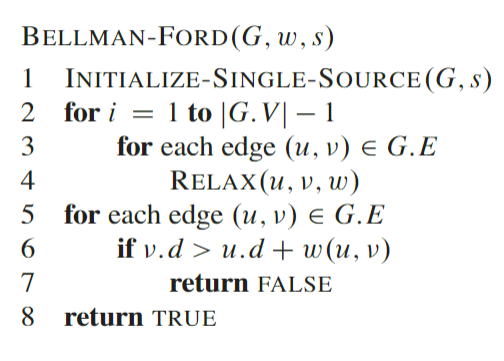 BELLMAN-FORD(G, w, s)
1 INITIALIZE-SINGLE-SOURCE(G, s)
2 for i = 1 to |G.V| − 1
3 for each edge (u, v) ∈ G.E
4 RELAX(u, v, w)
5 for each edge (u, v) ∈ G.E
6 if v.d > u.d + w(u, v)
7 return FALSE
8 return TRUE